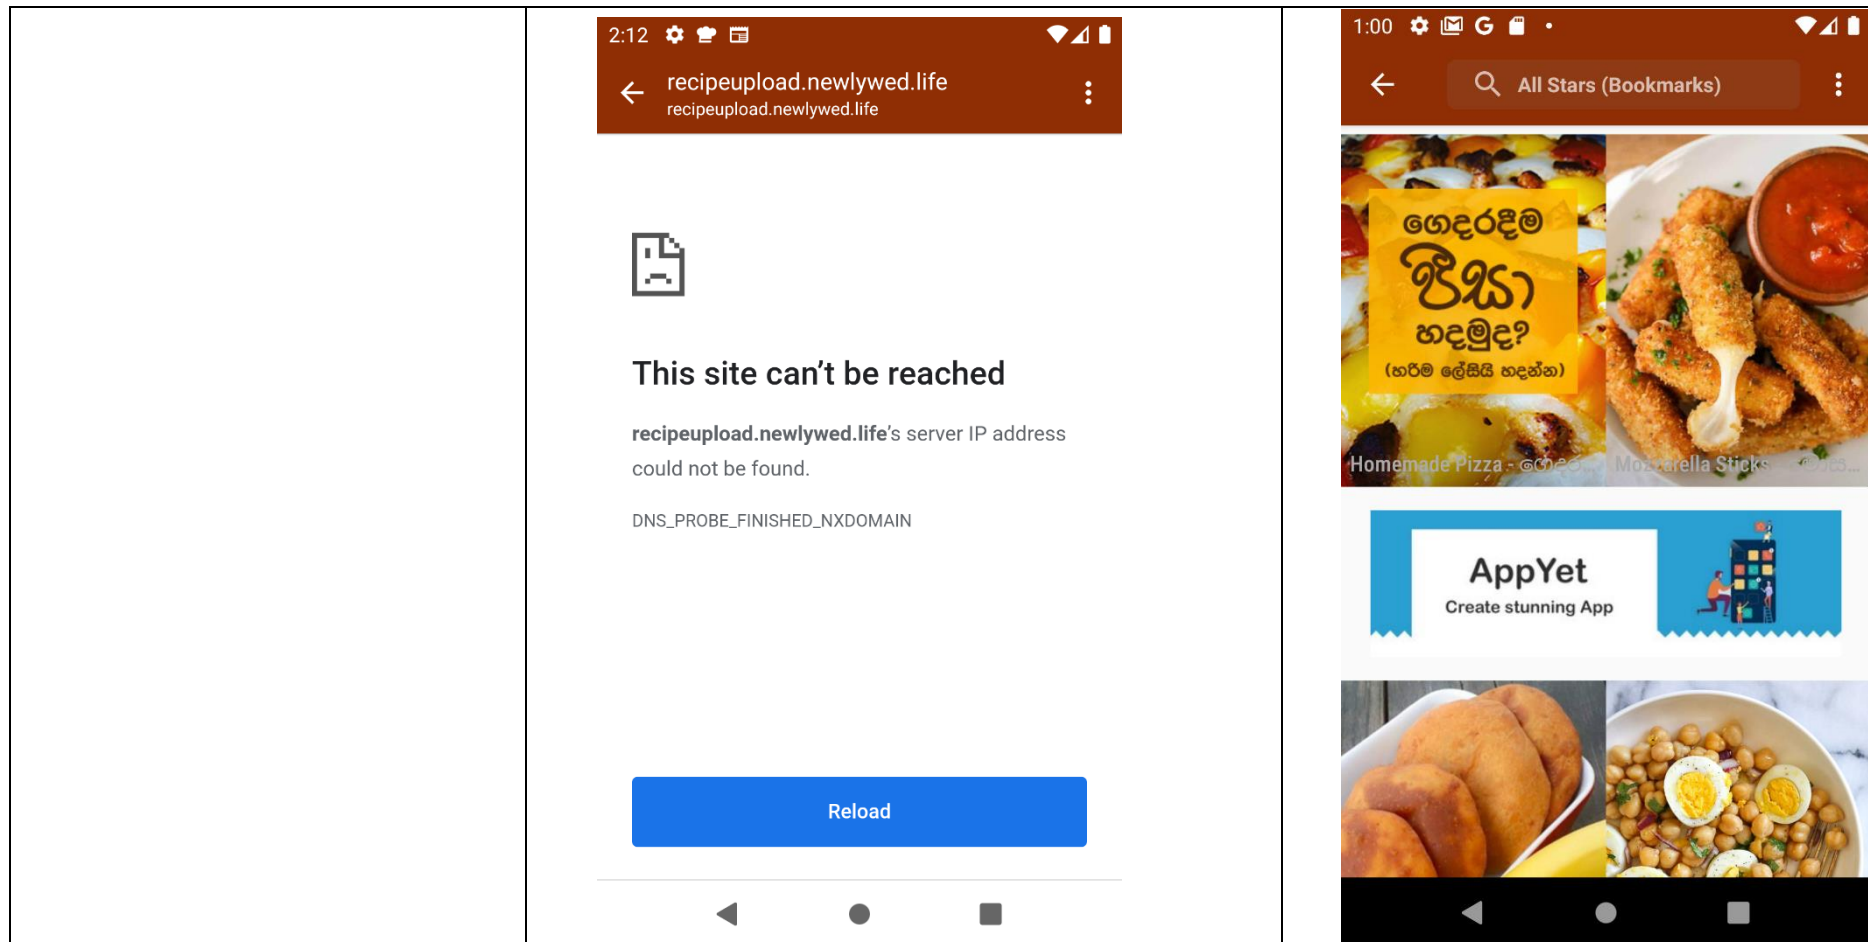 2:12
recipeupload.newlywed.life
recipeupload.newlywed.life
This site can’t be reached
recipeupload.newlywed.life’s server IP address
could not be found.
DNS_PROBE_FINISHED_NXDOMAIN
Reload
1:00
All Stars (Bookmarks)
ගෙදරදීම
පීසා
හදමුද?
(හරිම ලේසියි හදන්න)
Homemade Pizza - ගෙදර...
Mozzarella Sticks
AppYet
Create stunning App